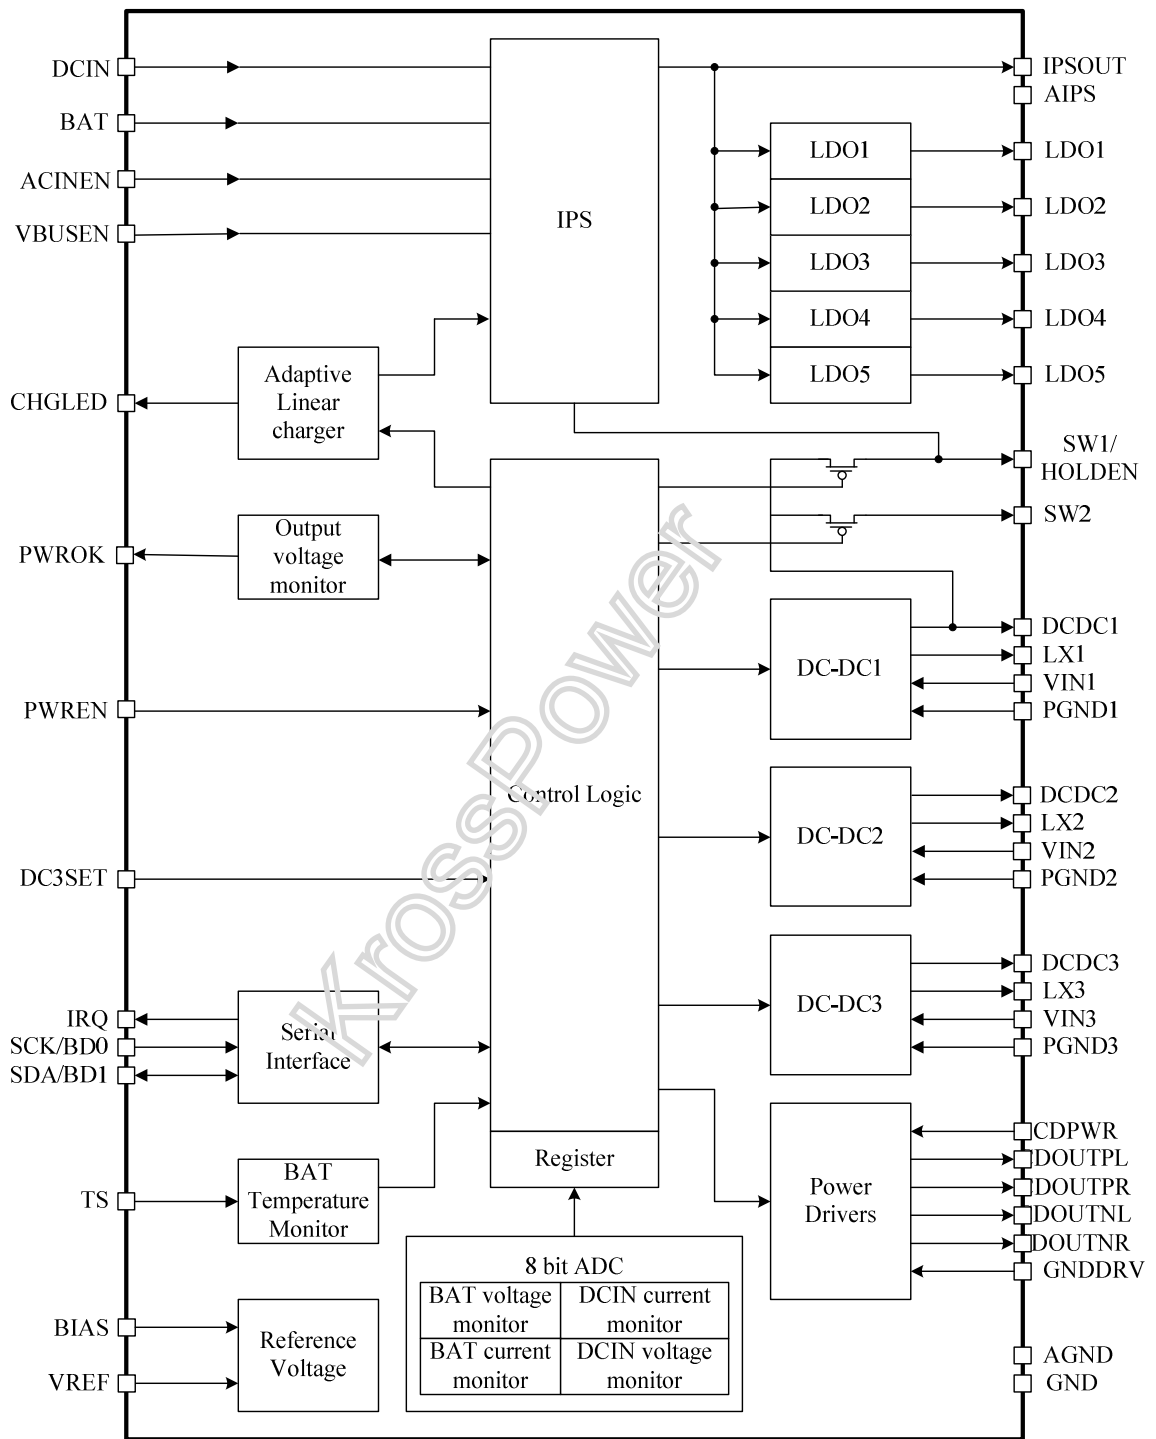 DCIN
BAT
ACINEN
VBUSEN
CHGLED
PWROK
PWREN
DC3SET
IRQ
SCK/BD0
SDA/BD1
TS
BIAS
VREF
Adaptive
Linear
charger
Output
voltage
monitor
Serial
Interface
BAT
Temperature
Monitor
Reference
Voltage
IPS
Control Logic
Register
8 bit ADC
BAT voltage
monitor
DCIN current
monitor
BAT current
monitor
DCIN voltage
monitor
LDO1
LDO2
LDO3
LDO4
LDO5
DC-DC1
DC-DC2
DC-DC3
Power
Drivers
IPSOUT
AIPS
LDO1
LDO2
LDO3
LDO4
LDO5
SW1/
HOLDEN
SW2
DCDC1
LX1
VIN1
PGND1
DCDC2
LX2
VIN2
PGND2
DCDC3
LX3
VIN3
PGND3
CDPWR
DOUTPL
DOUTPR
DOUTNL
DOUTNR
GNDDRV
AGND
GND
KrossPower